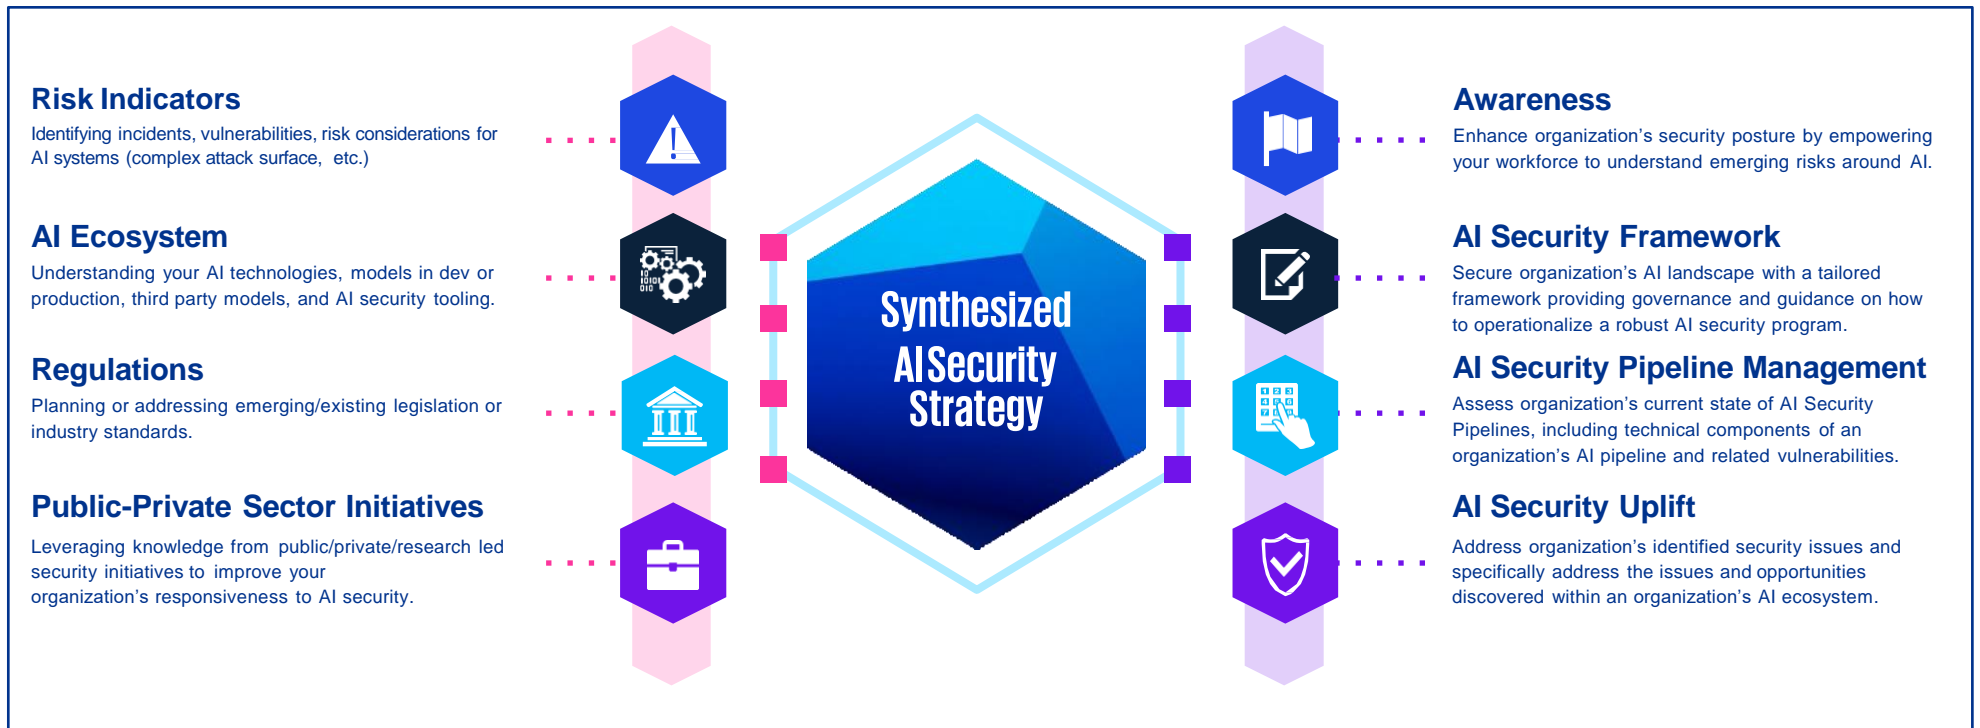 Risk Indicators
Identifying incidents, vulnerabilities, risk considerations for
AI systems (complex attack surface, etc.)
AI Ecosystem
Understanding your AI technologies, models in dev or
production, third party models, and AI security tooling.
Regulations
Planning or addressing emerging/existing legislation or
industry standards.
Public-Private Sector Initiatives
Leveraging knowledge from public/private/research led
security initiatives to improve your
organization's responsiveness to AI security.
Synthesized
AI Security
Strategy
Awareness
Enhance organization's security posture by empowering
your workforce to understand emerging risks around AI.
AI Security Framework
Secure organization's AI landscape with a tailored
framework providing governance and guidance on how
to operationalize a robust AI security program.
AI Security Pipeline Management
Assess organization's current state of AI Security
Pipelines, including technical components of an
organization's AI pipeline and related vulnerabilities.
AI Security Uplift
Address organization's identified security issues and
specifically address the issues and opportunities
discovered within an organization's AI ecosystem.